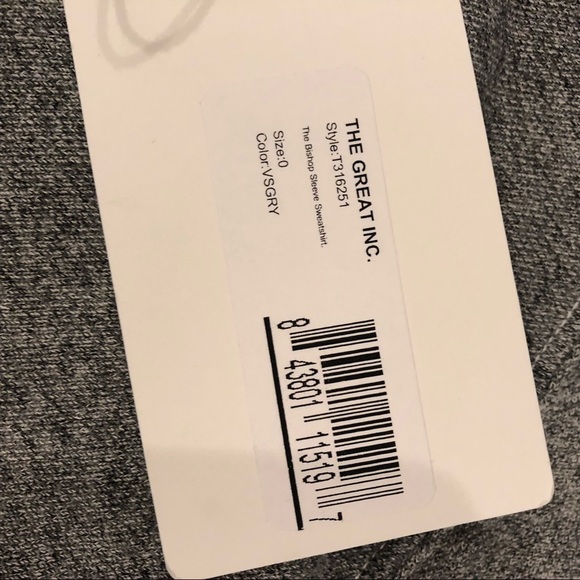 THE GREAT INC.
Style:T316251
The Bishop Sleeve Sweatshirt.
Size:0
Color:VSGRY
8 43801 11519 7